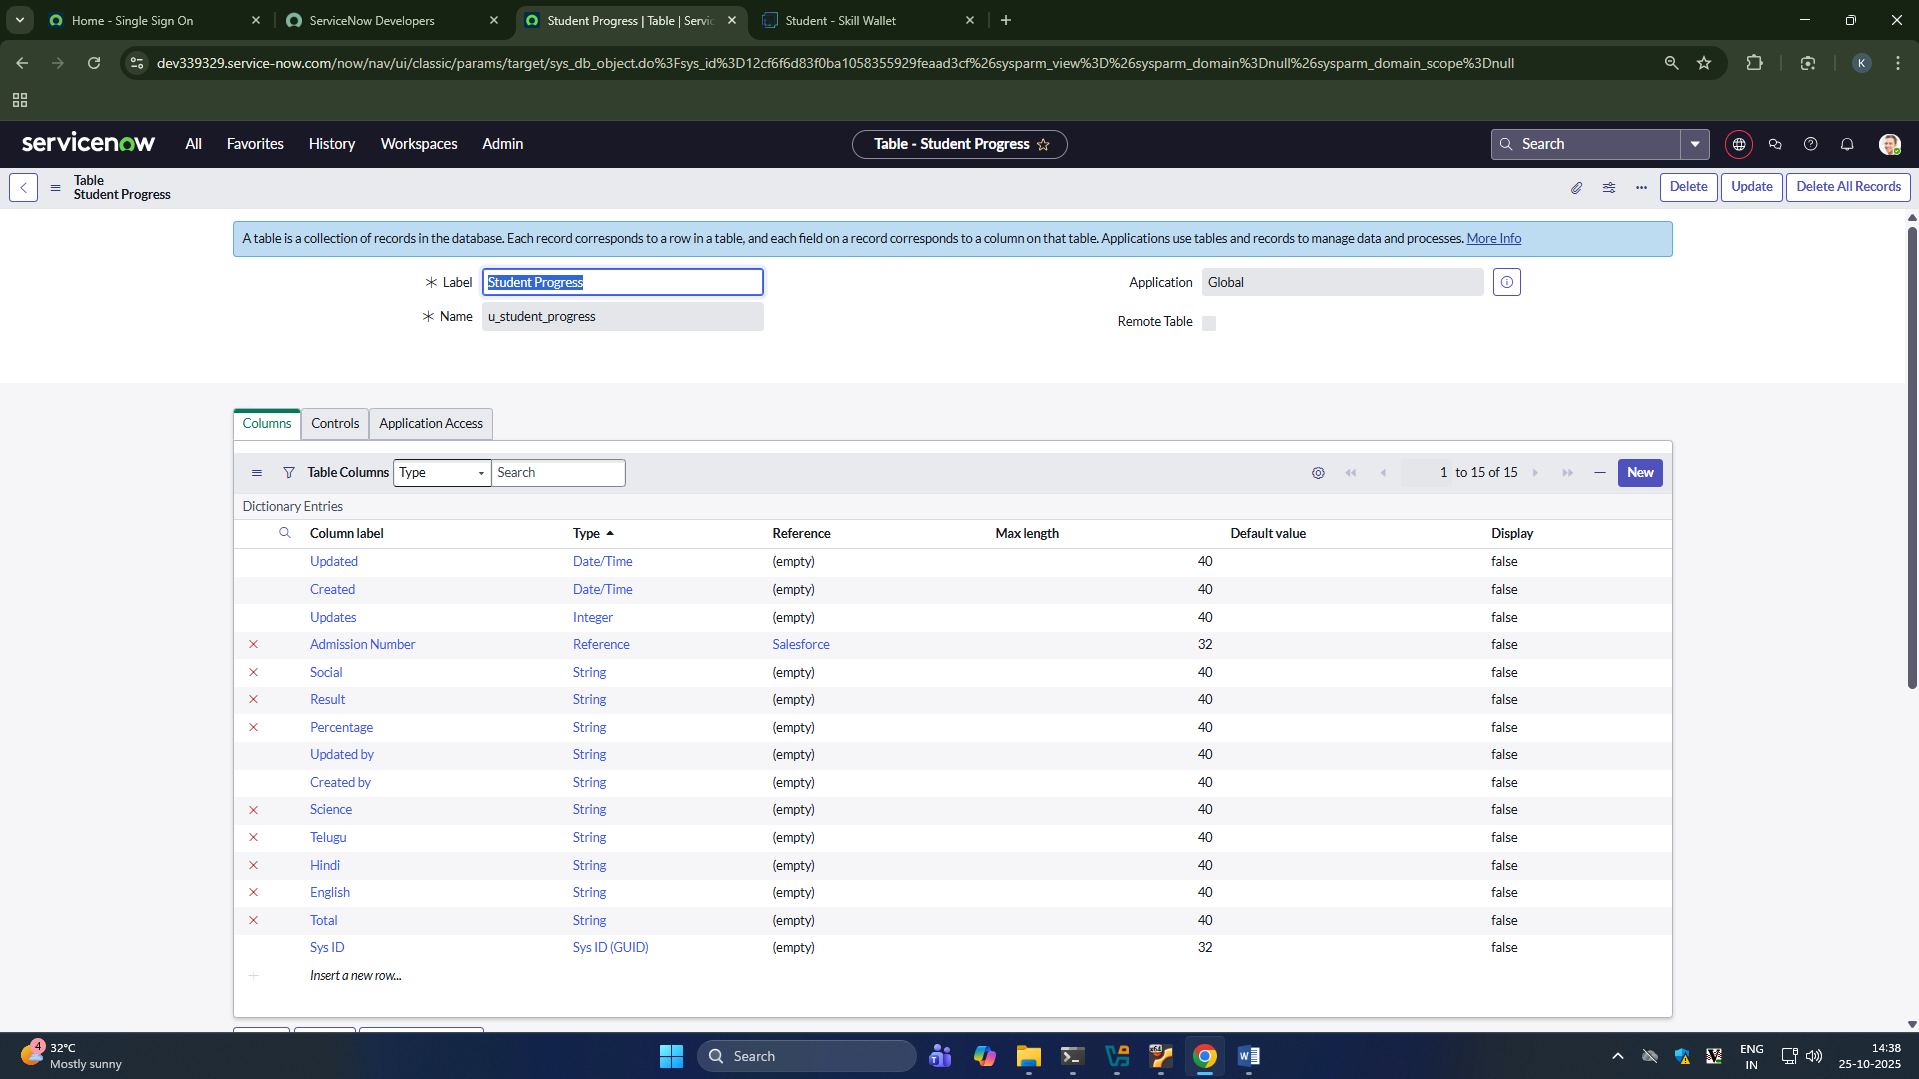 Home - Single Sign On
ServiceNow Developers
Student Progress | Table | Servic
Student - Skill Wallet
dev339329.service-now.com/now/nav/ui/classic/params/target/sys_db_object.do%3Fsys_id%3D12cf6f6d83f0ba1058355929feaad3cf%26sysparm_view%3D%26sysparm_domain%3Dnull%26sysparm_domain_scope%3Dnull
K
servicenow
All Favorites History Workspaces Admin
Table - Student Progress
Search
Table
Student Progress
Delete Update Delete All Records
A table is a collection of records in the database. Each record corresponds to a row in a table, and each field on a record corresponds to a column on that table. Applications use tables and records to manage data and processes. More Info
Label Student Progress Application Global
Name u_student_progress Remote Table
Columns Controls Application Access
Table Columns Type Search 1 to 15 of 15 New
Dictionary Entries
Column label Type Reference Max length Default value Display
Updated Date/Time (empty) 40 false
Created Date/Time (empty) 40 false
Updates Integer (empty) 40 false
Admission Number Reference Salesforce 32 false
Social String (empty) 40 false
Result String (empty) 40 false
Percentage String (empty) 40 false
Updated by String (empty) 40 false
Created by String (empty) 40 false
Science String (empty) 40 false
Telugu String (empty) 40 false
Hindi String (empty) 40 false
English String (empty) 40 false
Total String (empty) 40 false
Sys ID Sys ID (GUID) (empty) 32 false
Insert a new row...
4
32°C
Mostly sunny
Search
ENG
IN
14:38
25-10-2025